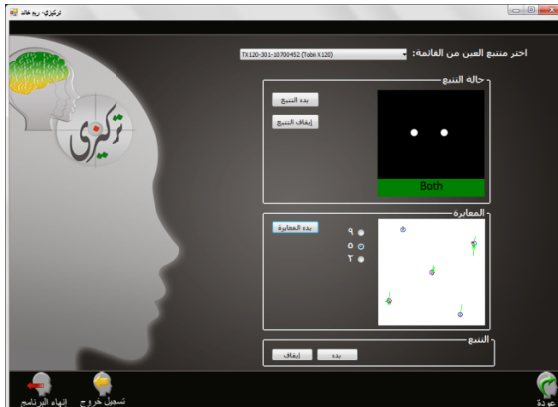 تركيزي- ريم خالد
اختر متتبع العين من القائمة:
TX120-301-10700452 (Tobii X120)
حالة التتبع
بدء التتبع
إيقاف التتبع
Both
تركيزي
المعايرة
بدء المعايرة
٩
٥
٢
التتبع
بدء
إيقاف
عودة
تسجيل خروج
إنهاء البرنامج